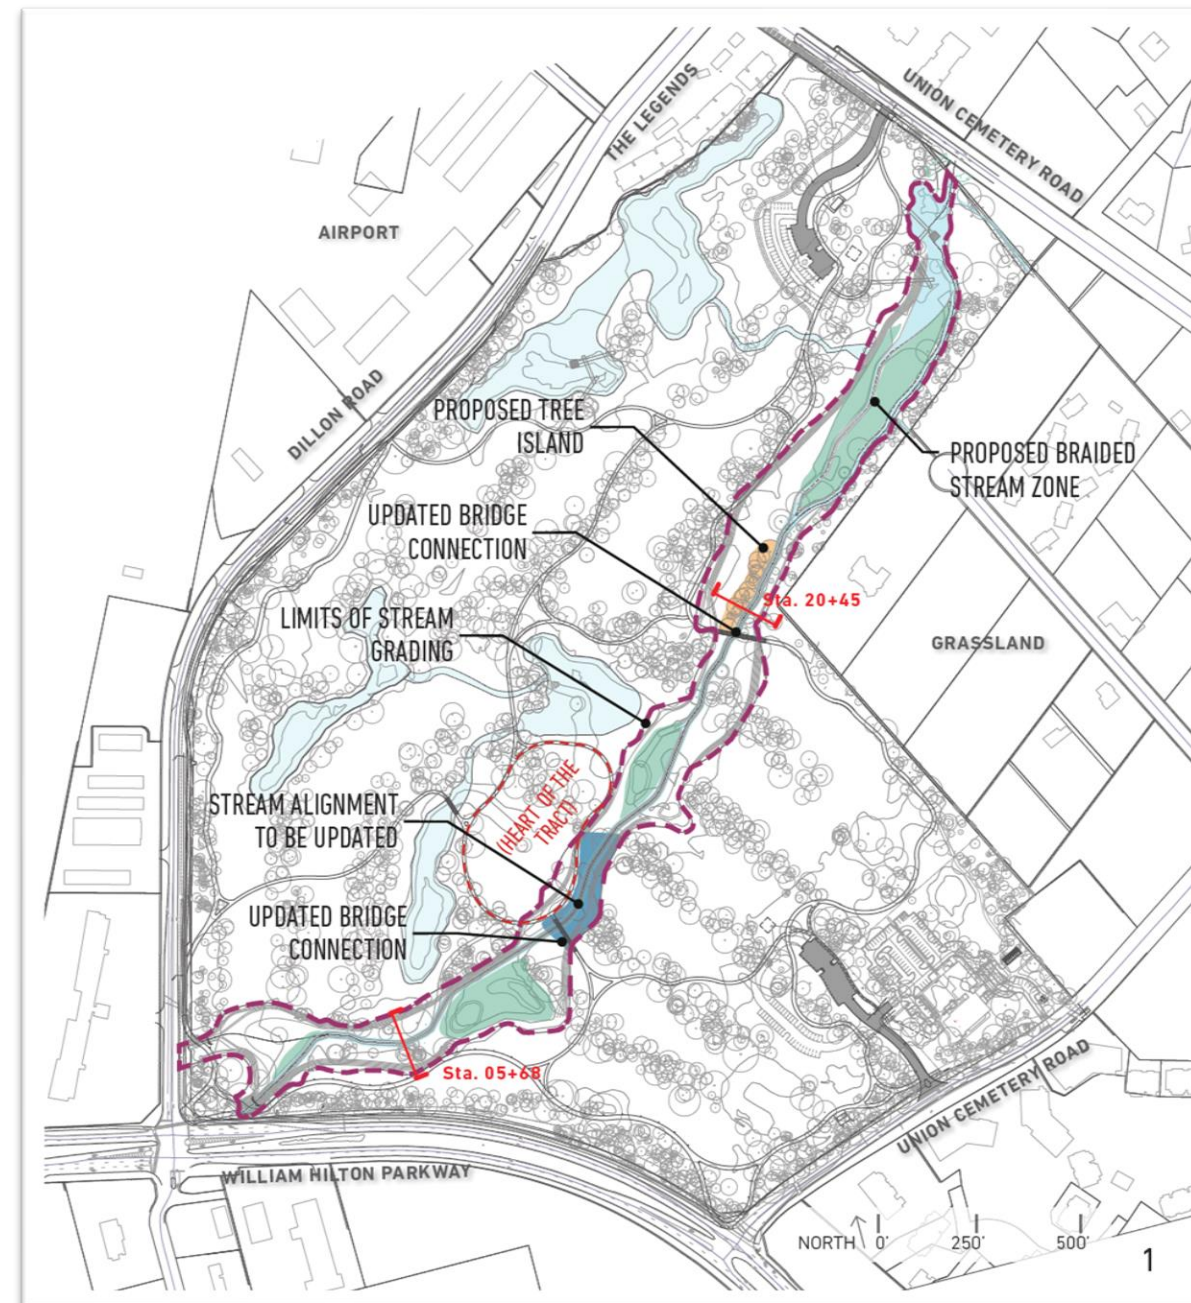 UNION CEMETERY ROAD
THE LEGENDS
AIRPORT
DILLON ROAD
PROPOSED TREE
ISLAND
PROPOSED BRAIDED
STREAM ZONE
UPDATED BRIDGE
CONNECTION
Sta. 20+45
LIMITS OF STREAM
GRADING
GRASSLAND
(HEART OF THE
TRACT)
STREAM ALIGNMENT
TO BE UPDATED
UPDATED BRIDGE
CONNECTION
Sta. 05+68
UNION CEMETERY ROAD
WILLIAM HILTON PARKWAY
NORTH 0' 250' 500'
1